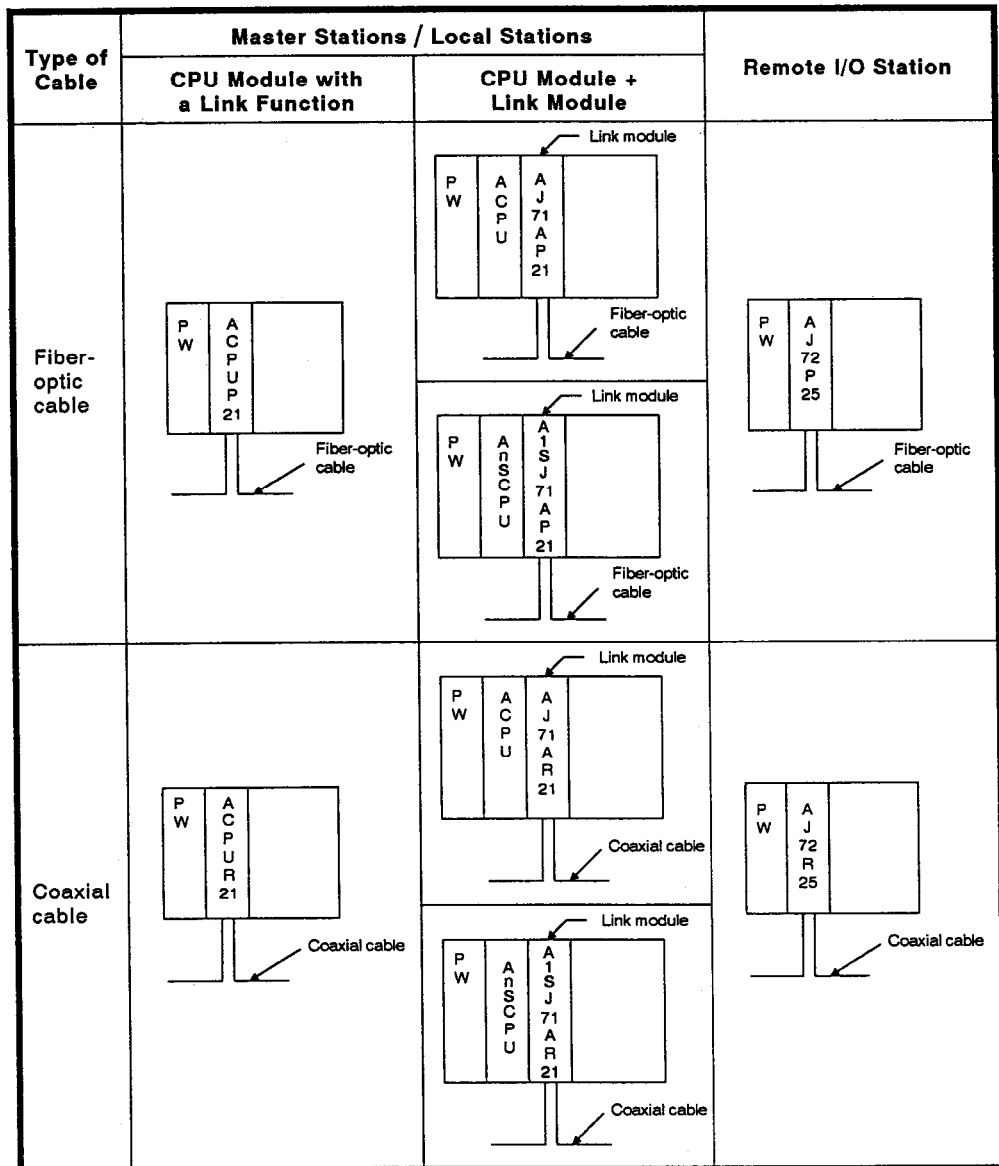 Type of
Cable
Master Stations / Local Stations
CPU Module with
a Link Function
CPU Module +
Link Module
Remote I/O Station
Fiber-
optic
cable
PW
ACPUP21
Fiber-optic
cable
Link module
PW
ACPU
AJ71AP21
Fiber-optic
cable
Link module
PW
AnSCPU
A1SJ71AP21
Fiber-optic
cable
PW
AJ72P25
Fiber-optic
cable
Coaxial
cable
PW
ACPUR21
Coaxial cable
Link module
PW
ACPU
AJ71AR21
Coaxial cable
Link module
PW
AnSCPU
A1SJ71AR21
Coaxial cable
PW
AJ72R25
Coaxial cable